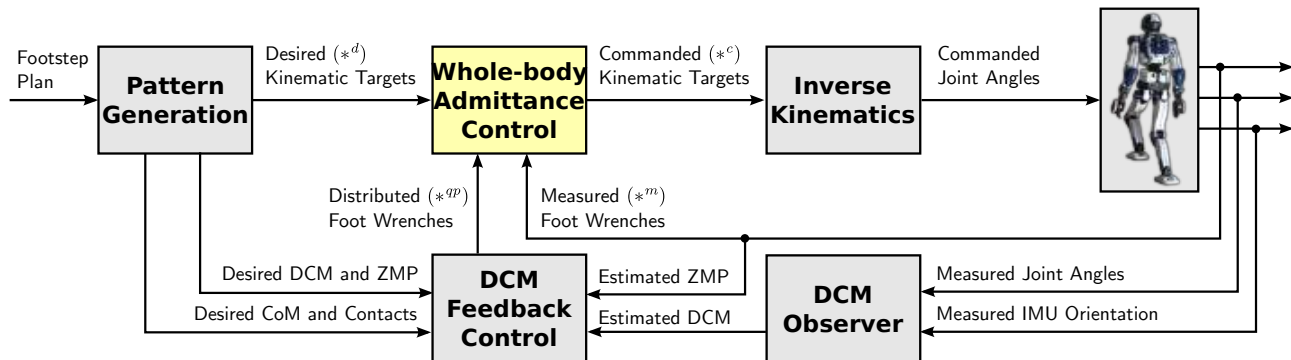 Footstep
Plan
Pattern
Generation
Desired (*^d)
Kinematic Targets
Whole-body
Admittance
Control
Commanded (*^c)
Kinematic Targets
Inverse
Kinematics
Commanded
Joint Angles
Distributed (*^{qp})
Foot Wrenches
Measured (*^m)
Foot Wrenches
Desired DCM and ZMP
Desired CoM and Contacts
DCM
Feedback
Control
Estimated ZMP
Estimated DCM
DCM
Observer
Measured Joint Angles
Measured IMU Orientation